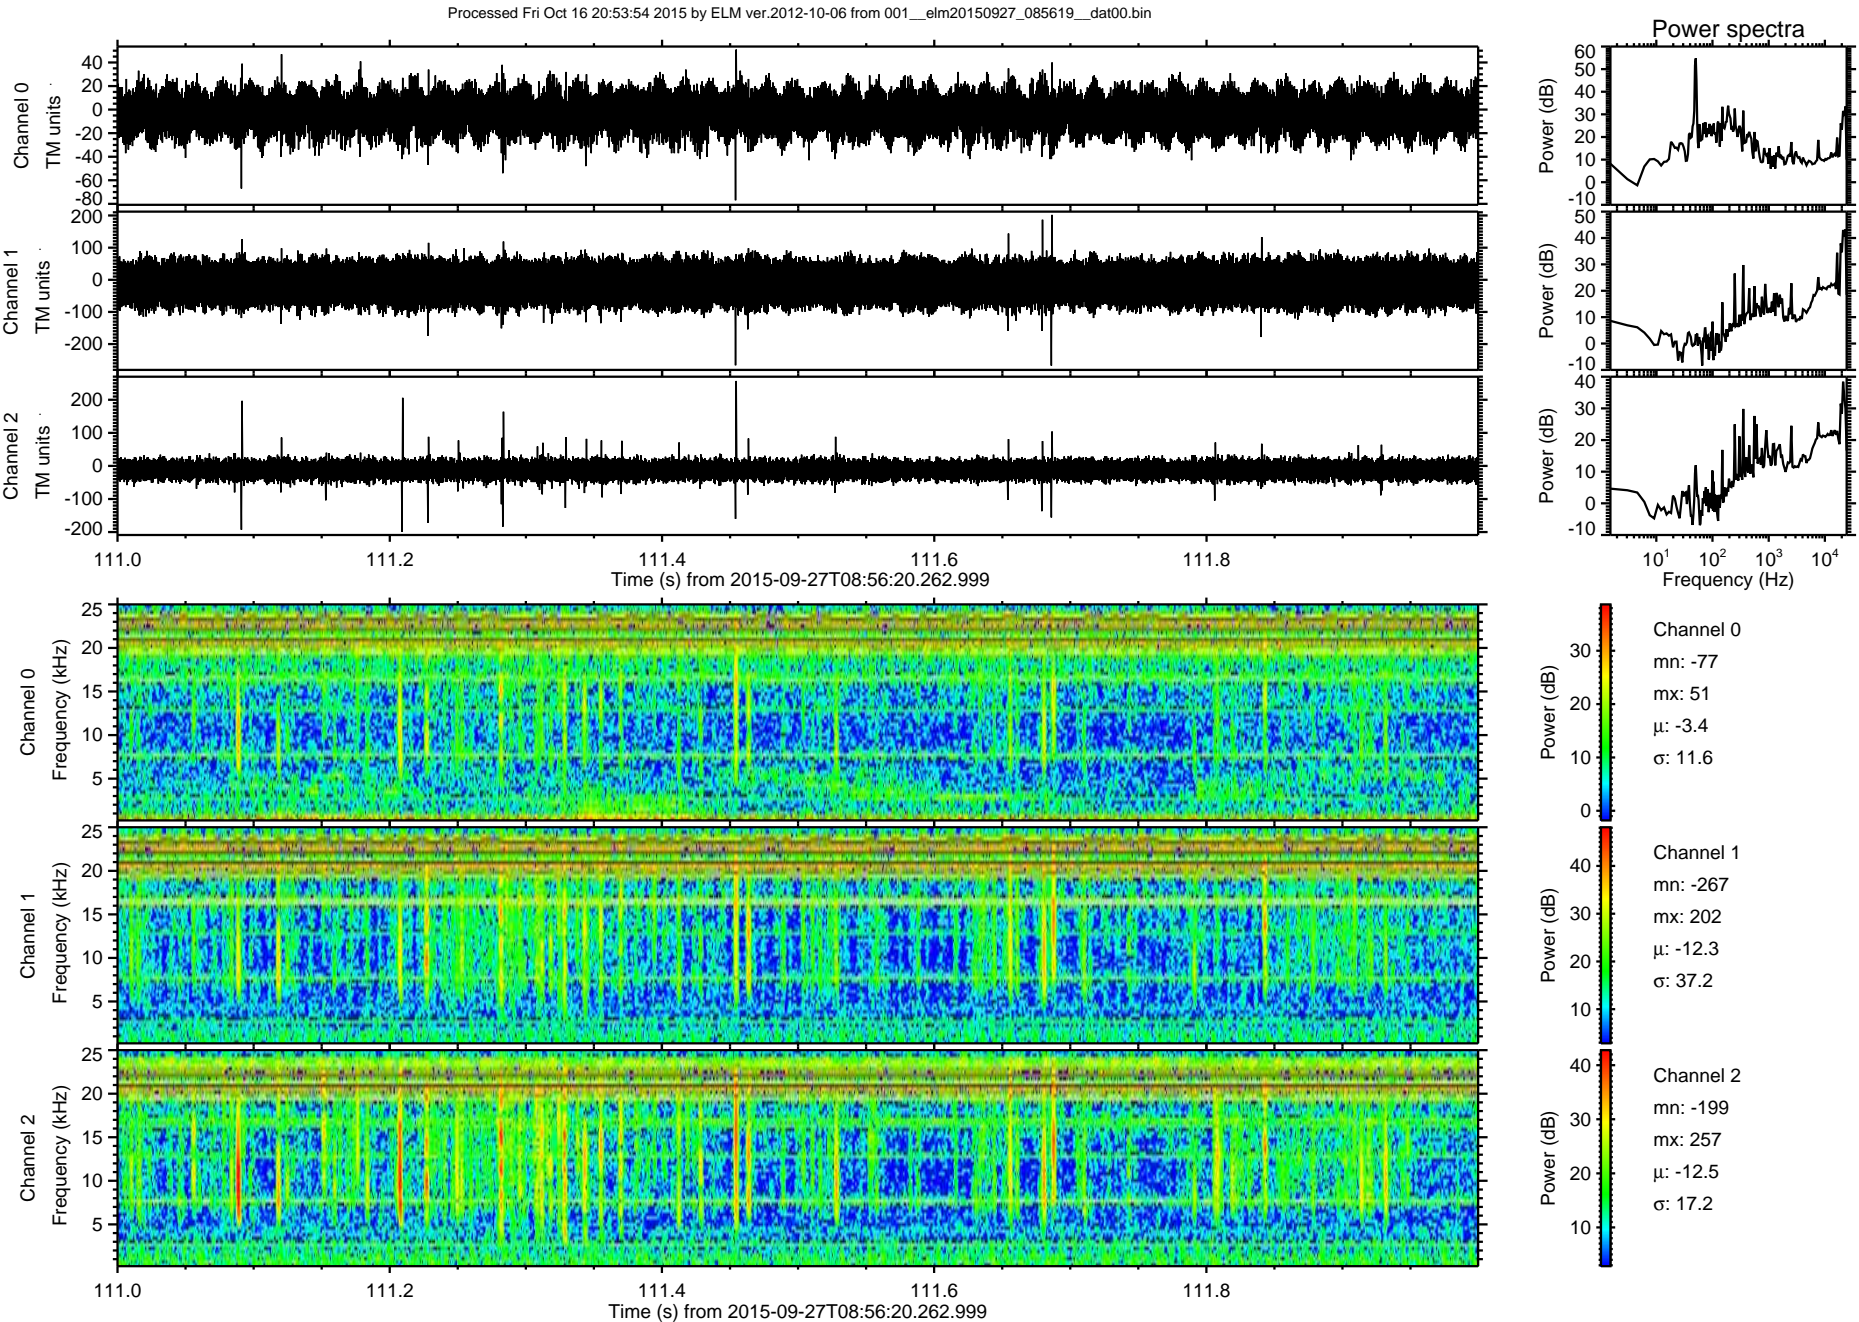 Processed Fri Oct 16 20:53:54 2015 by ELM ver.2012-10-06 from 001__elm20150927_085619__dat00.bin
Power spectra
Channel 0
TM units
40
20
0
-20
-40
-60
-80
Power (dB)
60
50
40
30
20
10
0
-10
Channel 1
TM units
200
100
0
-100
-200
Power (dB)
50
40
30
20
10
0
-10
Channel 2
TM units
200
100
0
-100
-200
Power (dB)
40
30
20
10
0
-10
111.0 111.2 111.4 111.6 111.8
Time (s) from 2015-09-27T08:56:20.262.999
10¹ 10² 10³ 10⁴
Frequency (Hz)
Channel 0
Frequency (kHz)
25
20
15
10
5
Power (dB)
30
20
10
0
Channel 0
mn: -77
mx: 51
μ: -3.4
σ: 11.6
Channel 1
Frequency (kHz)
25
20
15
10
5
Power (dB)
40
30
20
10
Channel 1
mn: -267
mx: 202
μ: -12.3
σ: 37.2
Channel 2
Frequency (kHz)
25
20
15
10
5
Power (dB)
40
30
20
10
Channel 2
mn: -199
mx: 257
μ: -12.5
σ: 17.2
111.0 111.2 111.4 111.6 111.8
Time (s) from 2015-09-27T08:56:20.262.999